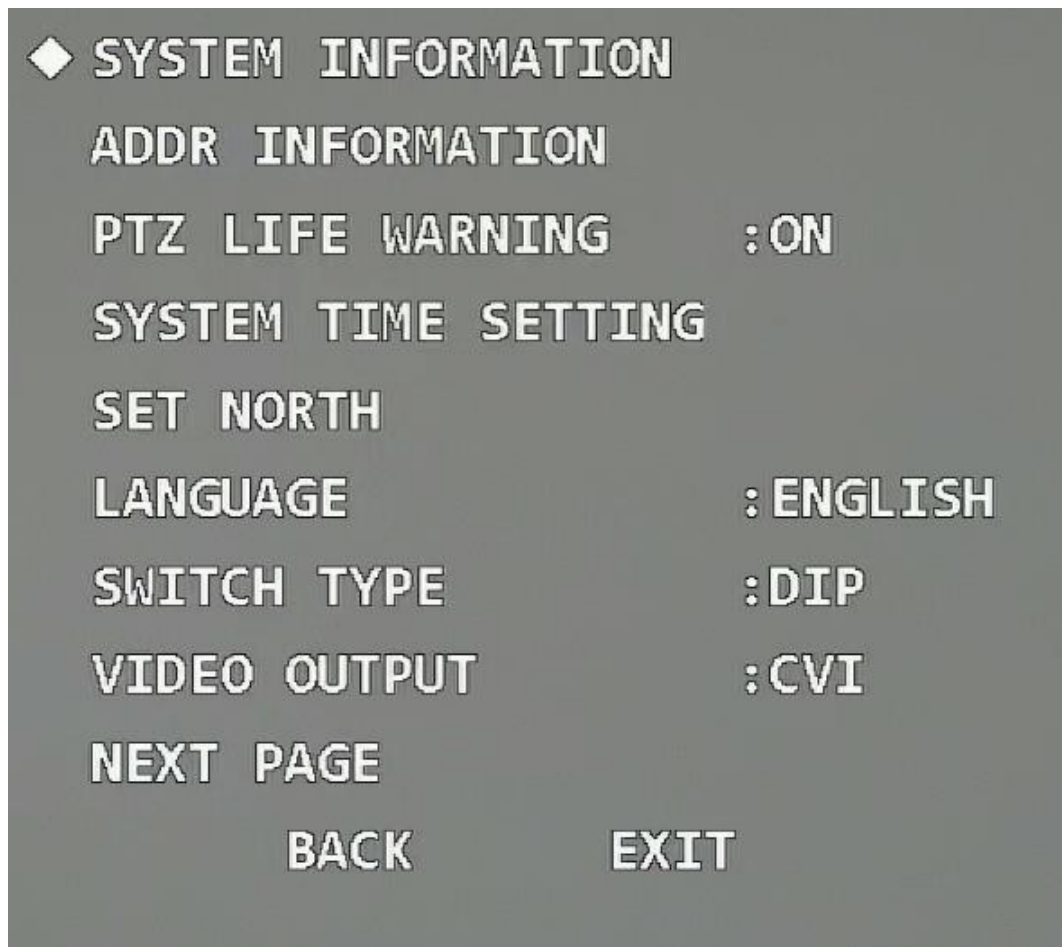 SYSTEM INFORMATION
ADDR INFORMATION
PTZ LIFE WARNING :ON
SYSTEM TIME SETTING
SET NORTH
LANGUAGE :ENGLISH
SWITCH TYPE :DIP
VIDEO OUTPUT :CVI
NEXT PAGE
BACK EXIT